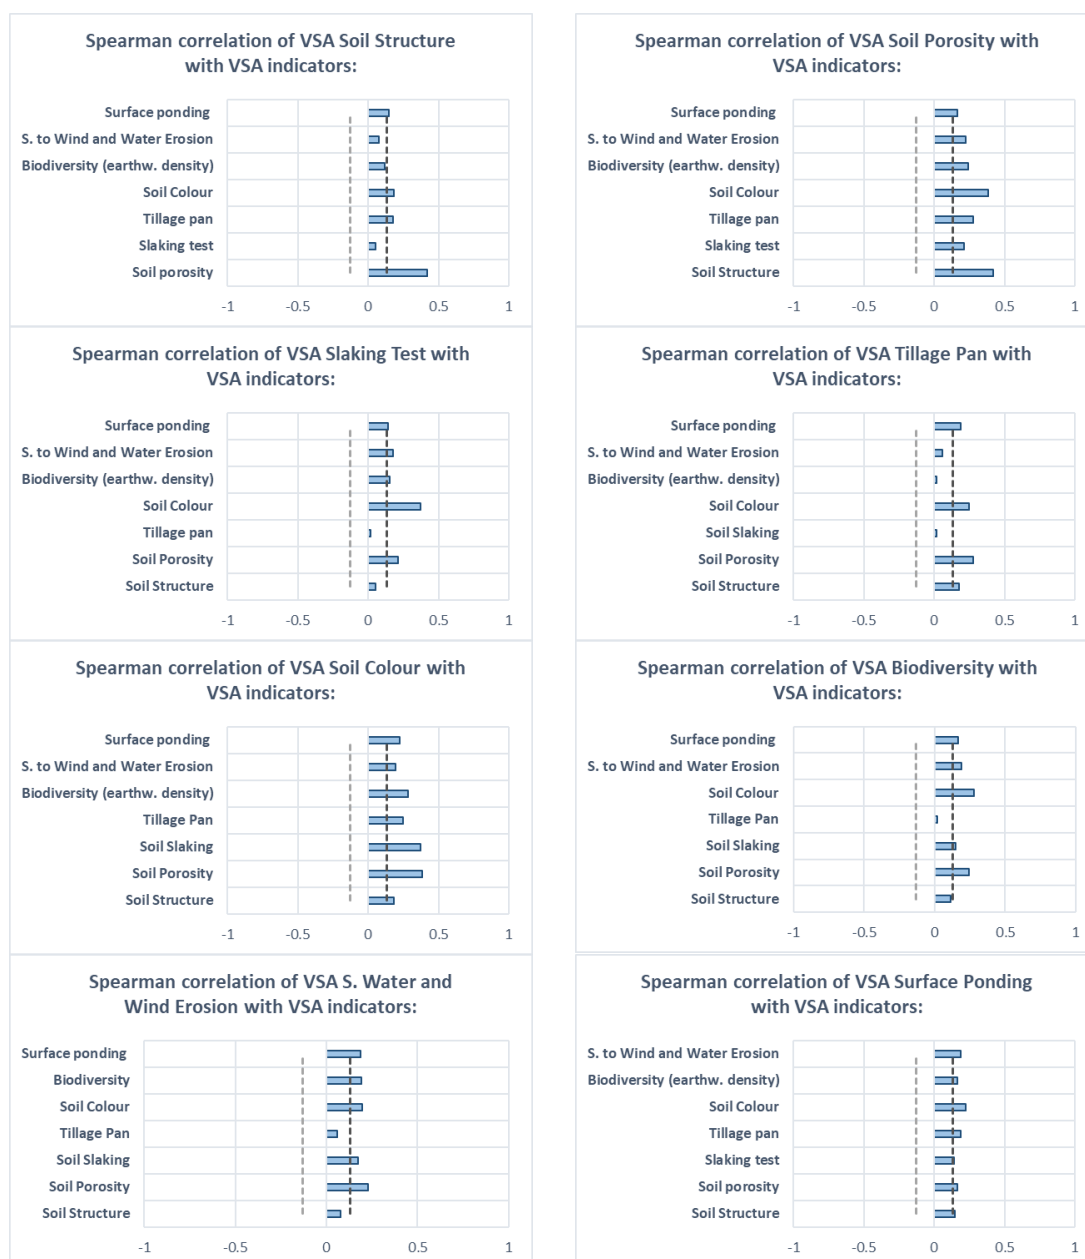 Spearman correlation of VSA Soil Structure
with VSA indicators:
Surface ponding
S. to Wind and Water Erosion
Biodiversity (earthw. density)
Soil Colour
Tillage pan
Slaking test
Soil porosity
-1 -0.5 0 0.5 1
Spearman correlation of VSA Soil Porosity with
VSA indicators:
Surface ponding
S. to Wind and Water Erosion
Biodiversity (earthw. density)
Soil Colour
Tillage pan
Slaking test
Soil Structure
-1 -0.5 0 0.5 1
Spearman correlation of VSA Slaking Test with
VSA indicators:
Surface ponding
S. to Wind and Water Erosion
Biodiversity (earthw. density)
Soil Colour
Tillage pan
Soil Porosity
Soil Structure
-1 -0.5 0 0.5 1
Spearman correlation of VSA Tillage Pan with
VSA indicators:
Surface ponding
S. to Wind and Water Erosion
Biodiversity (earthw. density)
Soil Colour
Soil Slaking
Soil Porosity
Soil Structure
-1 -0.5 0 0.5 1
Spearman correlation of VSA Soil Colour with
VSA indicators:
Surface ponding
S. to Wind and Water Erosion
Biodiversity (earthw. density)
Tillage Pan
Soil Slaking
Soil Porosity
Soil Structure
-1 -0.5 0 0.5 1
Spearman correlation of VSA Biodiversity with
VSA indicators:
Surface ponding
S. to Wind and Water Erosion
Soil Colour
Tillage Pan
Soil Slaking
Soil Porosity
Soil Structure
-1 -0.5 0 0.5 1
Spearman correlation of VSA S. Water and
Wind Erosion with VSA indicators:
Surface ponding
Biodiversity
Soil Colour
Tillage Pan
Soil Slaking
Soil Porosity
Soil Structure
-1 -0.5 0 0.5 1
Spearman correlation of VSA Surface Ponding
with VSA indicators:
S. to Wind and Water Erosion
Biodiversity (earthw. density)
Soil Colour
Tillage pan
Slaking test
Soil porosity
Soil Structure
-1 -0.5 0 0.5 1